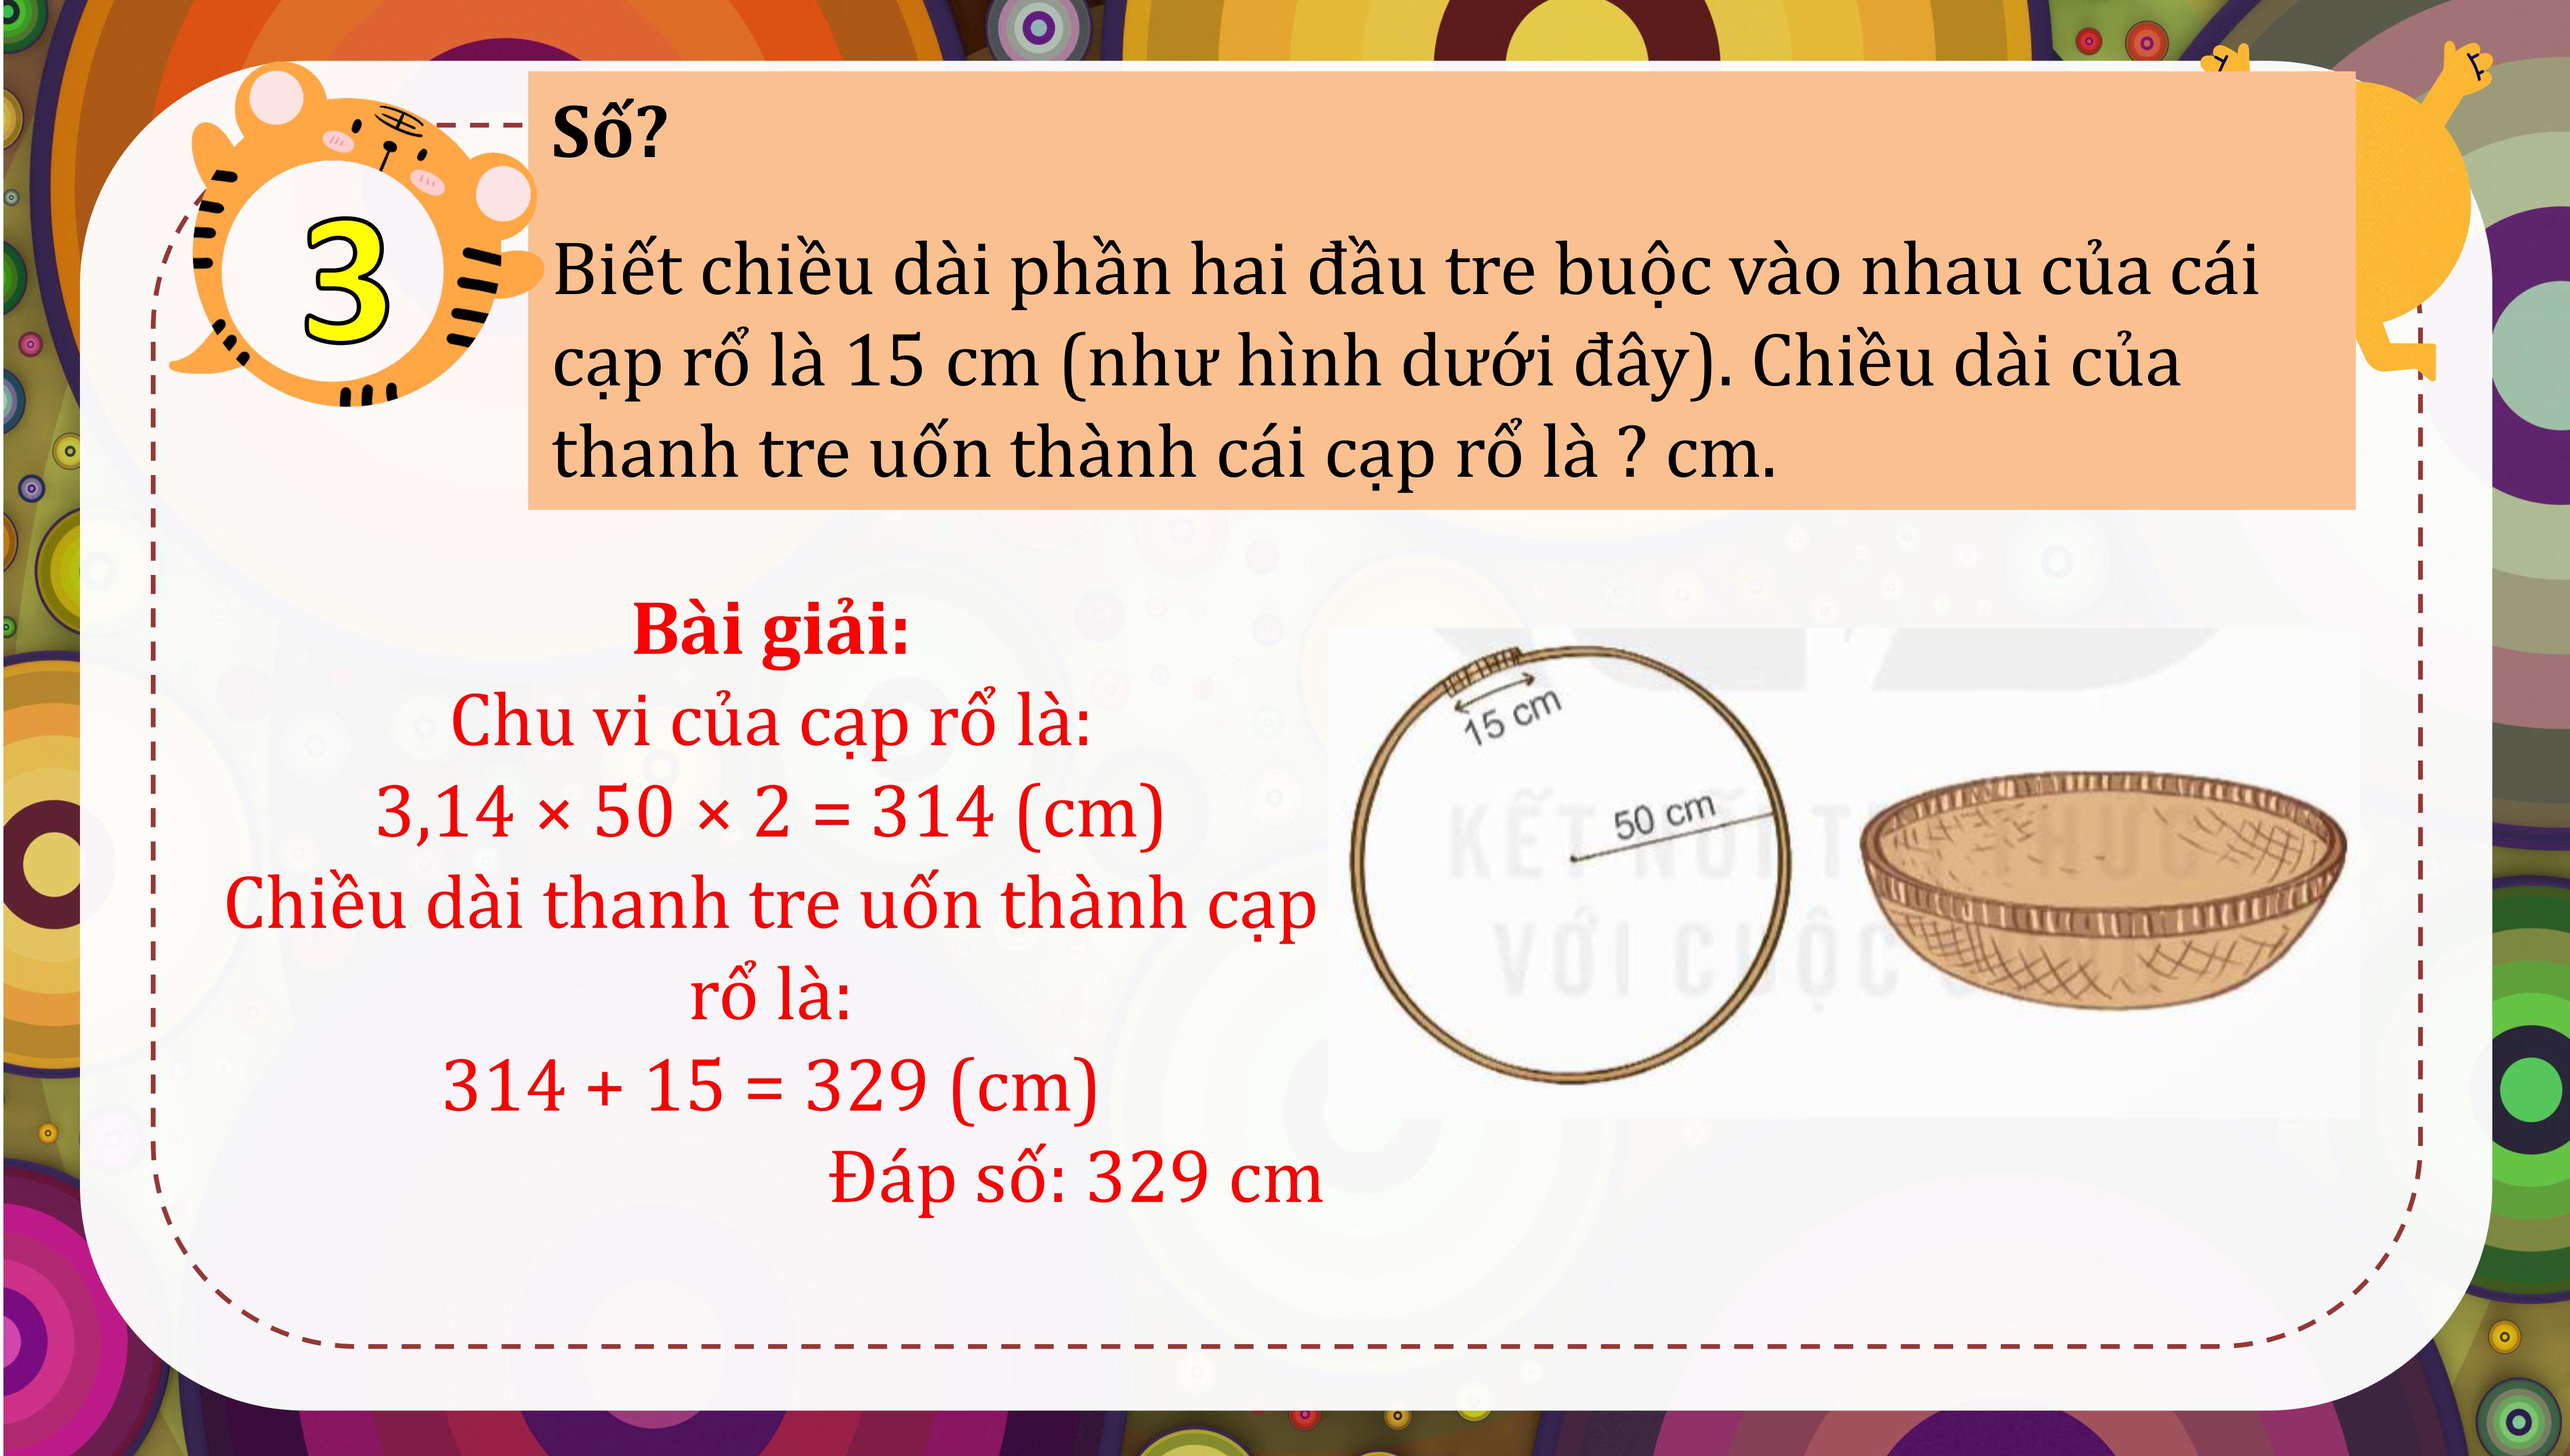 3
Số?
Biết chiều dài phần hai đầu tre buộc vào nhau của cái
cạp rổ là 15 cm (như hình dưới đây). Chiều dài của
thanh tre uốn thành cái cạp rổ là ? cm.
Bài giải:
Chu vi của cạp rổ là:
3,14 × 50 × 2 = 314 (cm)
Chiều dài thanh tre uốn thành cạp
rổ là:
314 + 15 = 329 (cm)
Đáp số: 329 cm
15 cm
50 cm
KẾT NỐI T THỨC
VỚI CUỘC S